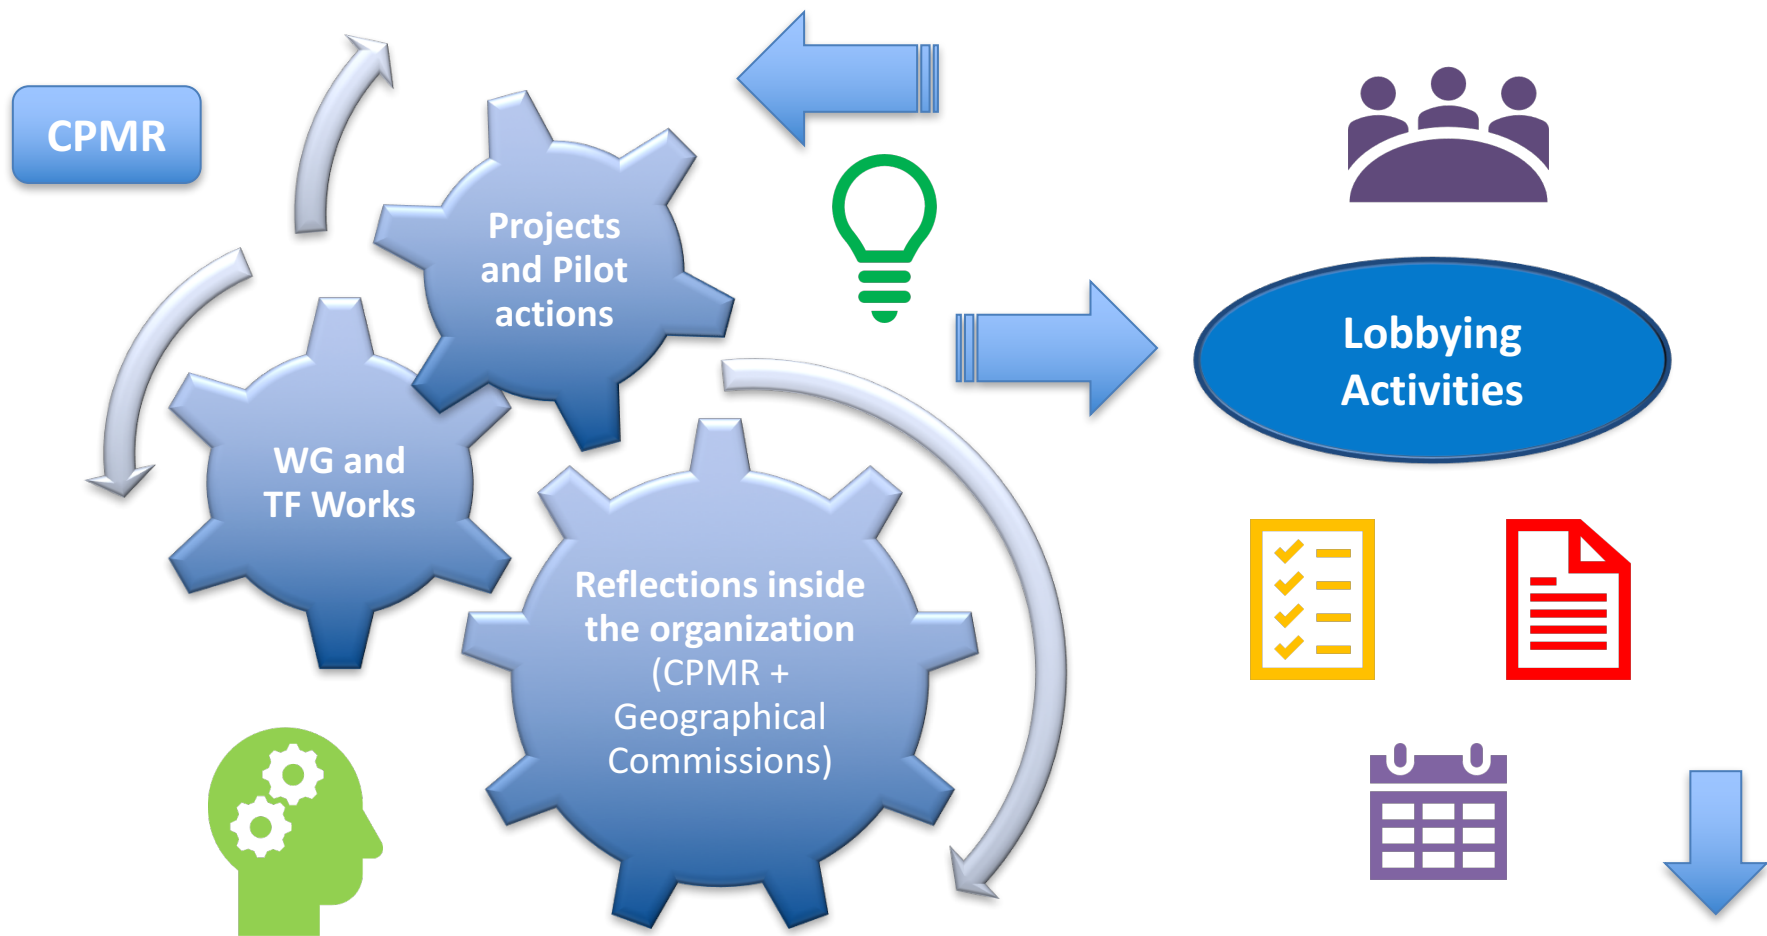 CPMR
Projects
and Pilot
actions
WG and
TF Works
Reflections inside
the organization
(CPMR +
Geographical
Commissions)
Lobbying
Activities